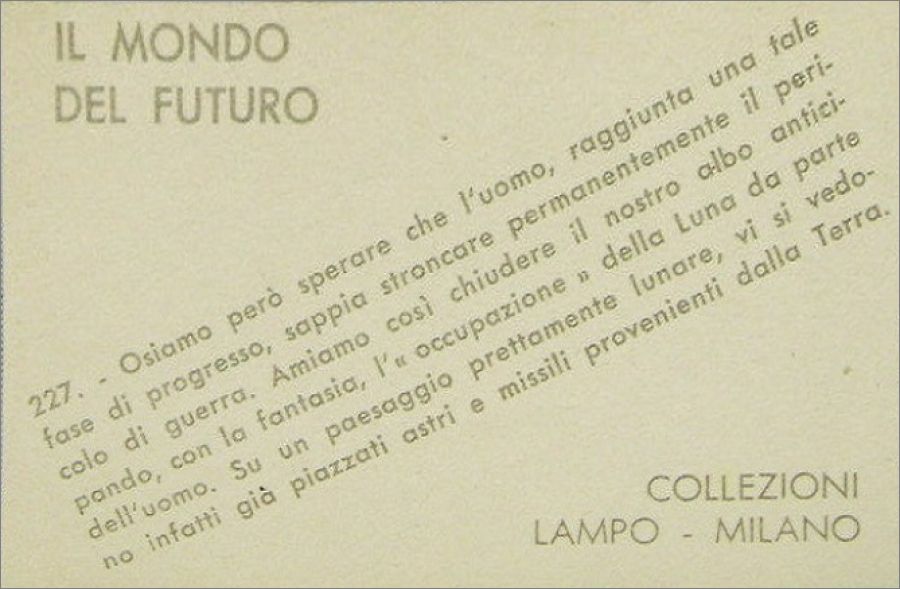 IL MONDO
DEL FUTURO
227. - Osiamo però sperare che l'uomo, raggiunta una tale
fase di progresso, sappia stroncare permanentemente il peri-
colo di guerra. Amiamo così chiudere il nostro albo antici-
pando, con la fantasia, l'« occupazione » della Luna da parte
dell'uomo. Su un paesaggio prettamente lunare, vi si vedo-
no infatti già piazzati astri e missili provenienti dalla Terra.
COLLEZIONI
LAMPO - MILANO